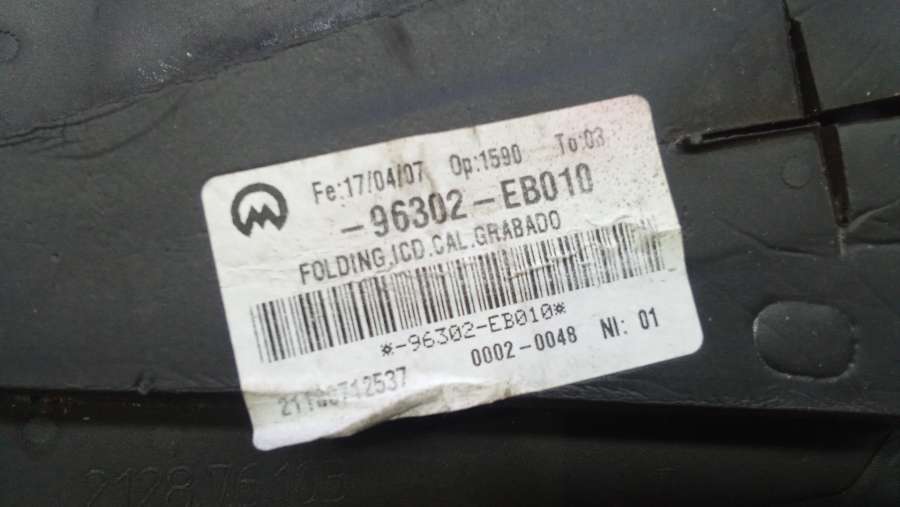 Fe:17/04/07 Op:1590 To:03
-96302-EB010
FOLDING.ICD.CAL.GRABADO
*-96302-EB010*
0002-0048 NI: 01